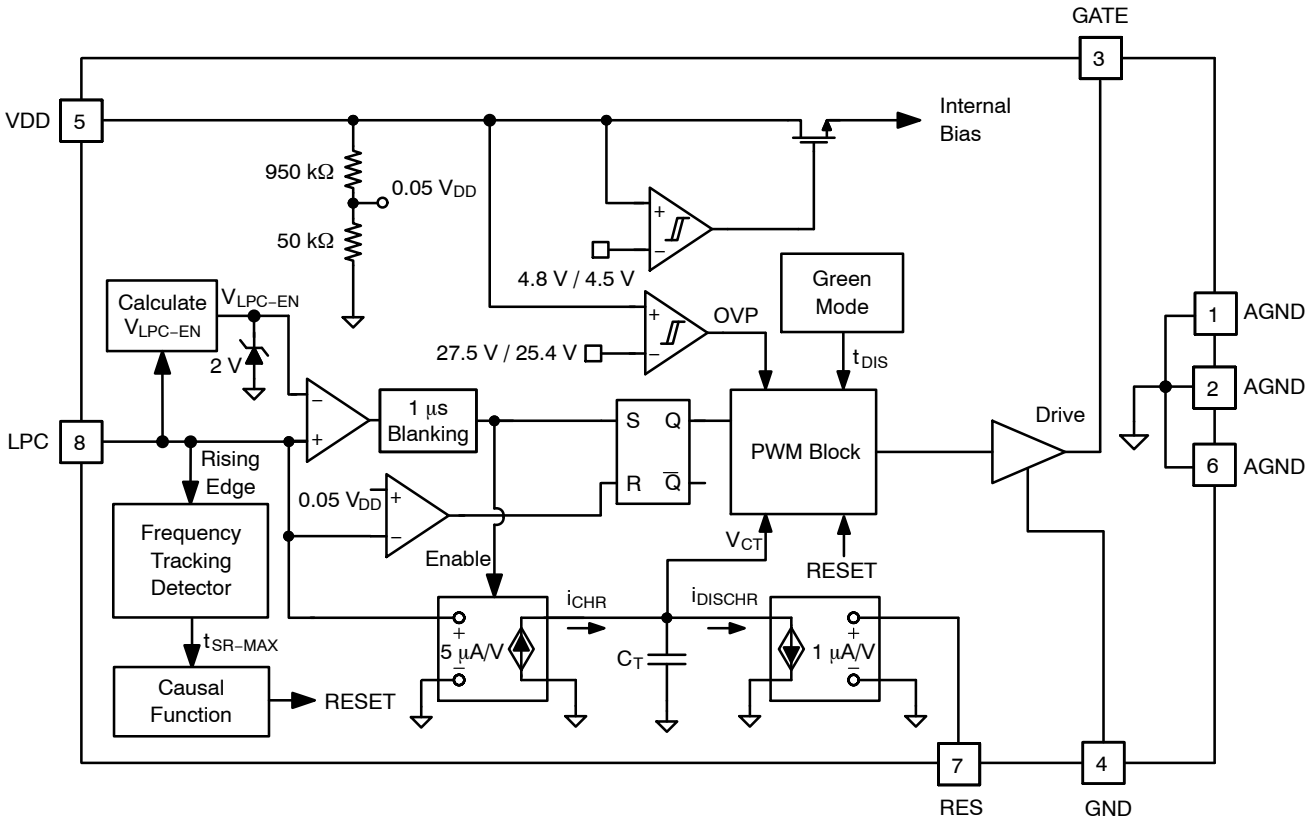 GATE
3
VDD
5
Internal
Bias
950 kΩ
0.05 VDD
50 kΩ
+
−
4.8 V / 4.5 V
Green
Mode
Calculate
VLPC−EN
VLPC−EN
2 V
+
−
OVP
27.5 V / 25.4 V
tDIS
1
AGND
2
AGND
6
AGND
LPC
8
−
+
1 μs
Blanking
S
Q
R
Q̅
PWM Block
Drive
Rising
Edge
0.05 VDD
+
−
Frequency
Tracking
Detector
Enable
VCT
RESET
iCHR
iDISCHR
+
5 μA/V
−
CT
+
1 μA/V
−
tSR−MAX
Causal
Function
RESET
7
RES
4
GND